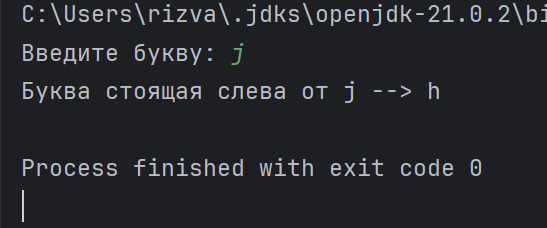 C:\Users\rizva\.jdks\openjdk-21.0.2\bi
Введите букву: j
Буква стоящая слева от j --> h
Process finished with exit code 0